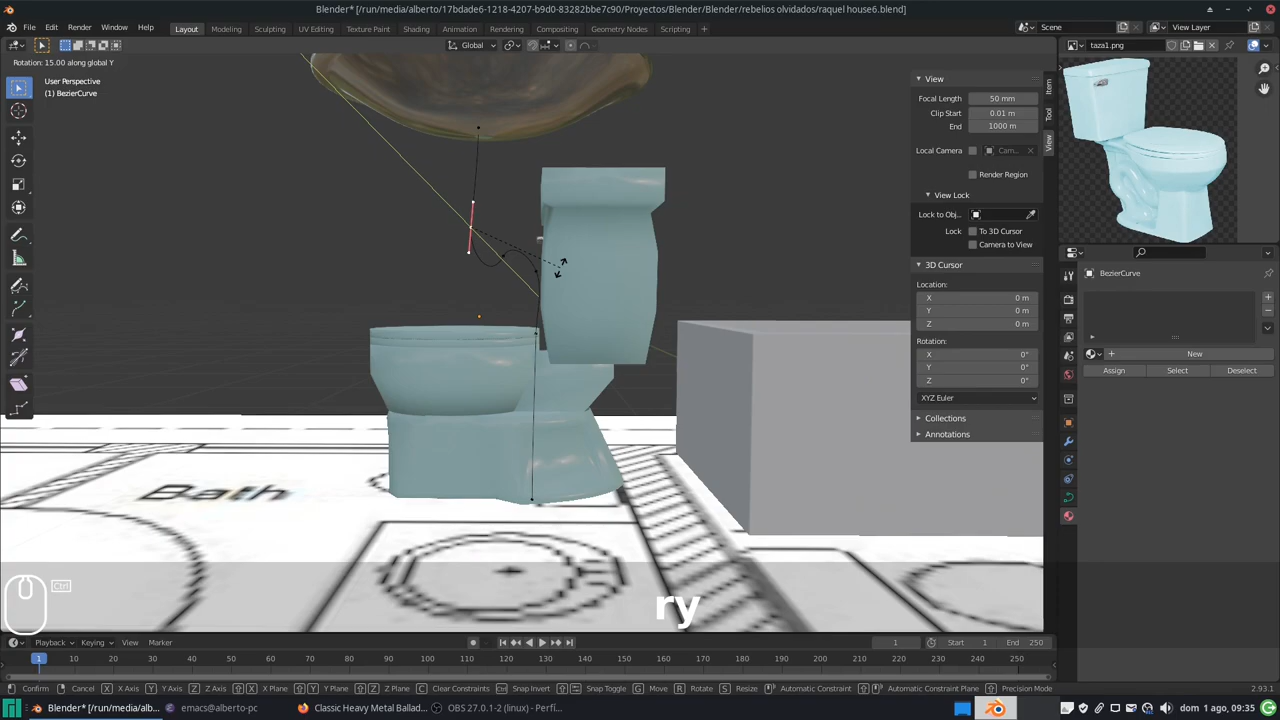 Blender* [/run/media/alberto/17bdade6-1218-4207-b9d0-83282bbe7c90/Proyectos/Blender/Blender/rebelios olvidados/raquel house6.blend]
File Edit Render Window Help Layout Modeling Sculpting UV Editing Texture Paint Shading Animation Rendering Compositing Geometry Nodes Scripting + Scene View Layer
Global taza1.png
Rotation: 15.00 along global Y
User Perspective
(1) BezierCurve
View
Focal Length 50 mm
Clip Start 0.01 m
End 1000 m
Local Camera Cam...
Render Region
View Lock
Lock to Obj...
Lock To 3D Cursor
Camera to View
3D Cursor
Location:
X 0 m
Y 0 m
Z 0 m
Rotation:
X 0°
Y 0°
Z 0°
XYZ Euler
Collections
Annotations
Item
Tool
View
BezierCurve
New
Assign Select Deselect
Bath
Ctrl
ry
Playback Keying View Marker 1 Start 1 End 250
1 10 20 30 40 50 60 70 80 90 100 110 120 130 140 150 160 170 180 190 200 210 220 230 240 250
Confirm Cancel X X Axis Y Y Axis Z Z Axis X X Plane Y Y Plane Z Z Plane C Clear Constraints Ctrl Snap Invert Snap Toggle G Move R Rotate S Resize Automatic Constraint Automatic Constraint Plane Precision Mode 2.93.1
Blender* [/run/media/alb... emacs@alberto-pc Classic Heavy Metal Ballad... OBS 27.0.1-2 (linux) - Perfi... dom 1 ago, 09:35